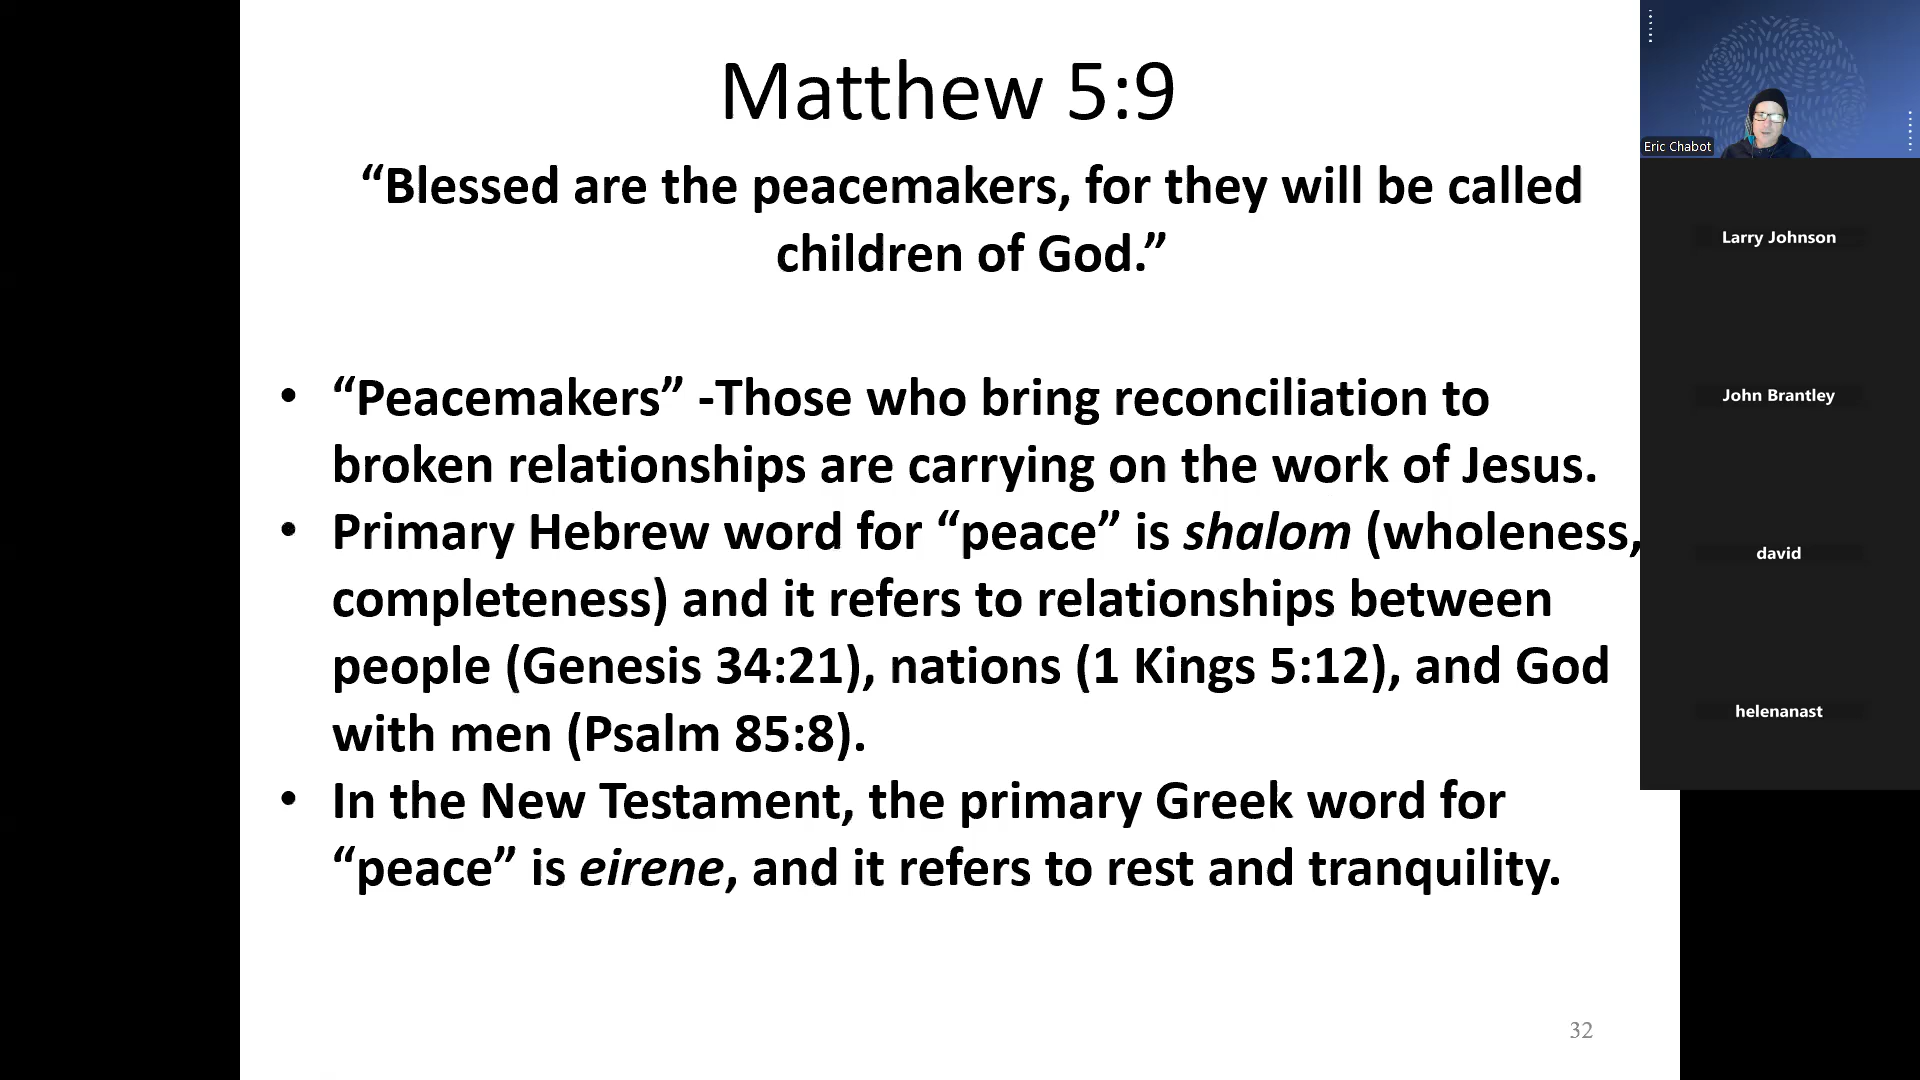 Matthew 5:9
“Blessed are the peacemakers, for they will be called
children of God.”
• “Peacemakers” -Those who bring reconciliation to
broken relationships are carrying on the work of Jesus.
• Primary Hebrew word for “peace” is shalom (wholeness,
completeness) and it refers to relationships between
people (Genesis 34:21), nations (1 Kings 5:12), and God
with men (Psalm 85:8).
• In the New Testament, the primary Greek word for
“peace” is eirene, and it refers to rest and tranquility.
32
Eric Chabot
Larry Johnson
John Brantley
david
helenanast